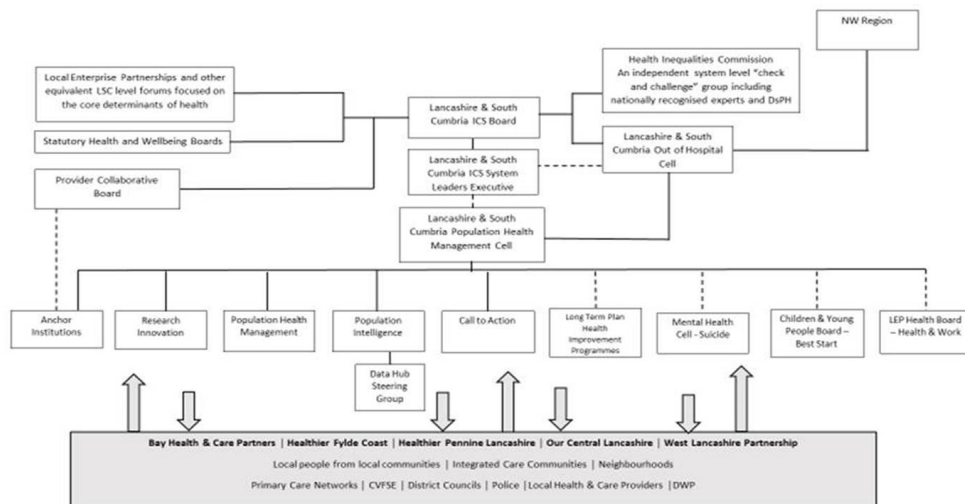 NW Region
Local Enterprise Partnerships and other
equivalent LSC level forums focused on
the core determinants of health
Health Inequalities Commission
An independent system level “check
and challenge” group including
nationally recognised experts and DsPH
Lancashire & South
Cumbria ICS Board
Statutory Health and Wellbeing Boards
Lancashire & South
Cumbria Out of Hospital
Cell
Lancashire & South
Cumbria ICS System
Leaders Executive
Provider Collaborative
Board
Lancashire & South
Cumbria Population Health
Management Cell
Anchor
Institutions
Research
Innovation
Population Health
Management
Population
Intelligence
Call to Action
Long Term Plan
Health
Improvement
Programmes
Mental Health
Cell - Suicide
Children & Young
People Board –
Best Start
LEP Health Board
– Health & Work
Data Hub
Steering
Group
Bay Health & Care Partners | Healthier Fylde Coast | Healthier Pennine Lancashire | Our Central Lancashire | West Lancashire Partnership
Local people from local communities | Integrated Care Communities | Neighbourhoods
Primary Care Networks | CVFSE | District Councils | Police |Local Health & Care Providers |DWP